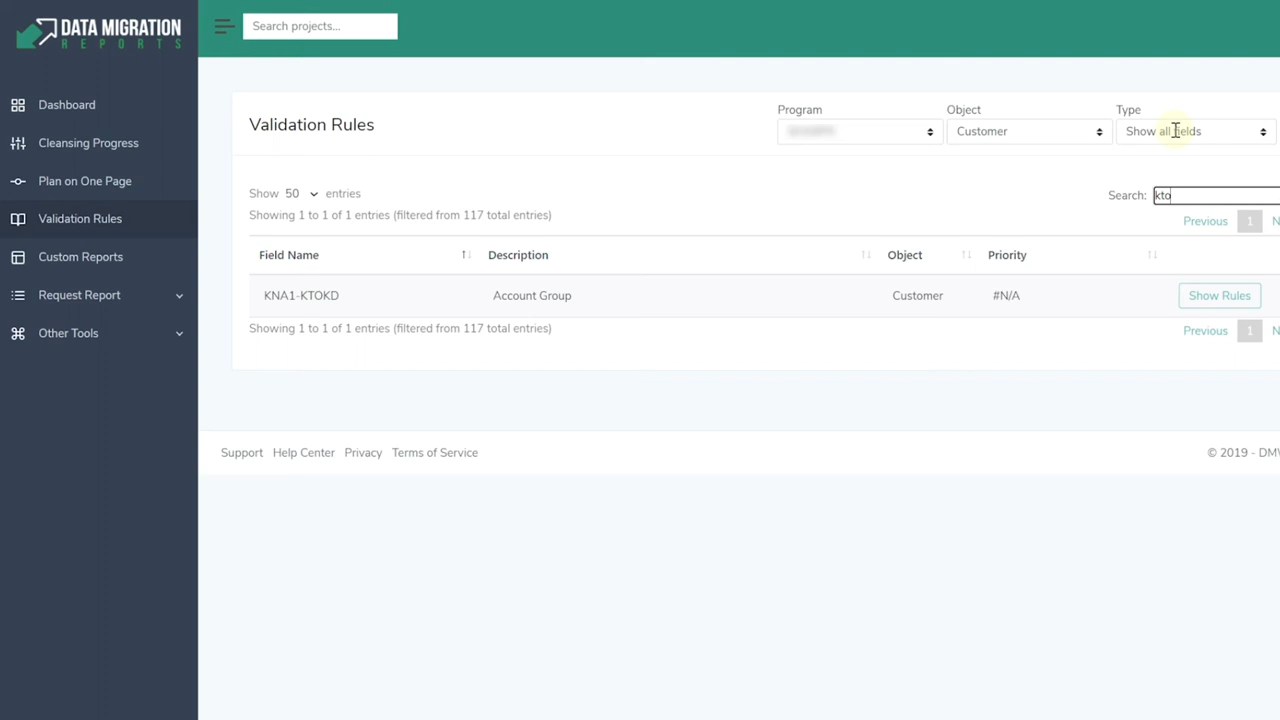 DATA MIGRATION
REPORTS
Search projects...
Dashboard
Cleansing Progress
Plan on One Page
Validation Rules
Custom Reports
Request Report
Other Tools
Validation Rules
Program
Object
Customer
Type
Show all fields
Show 50 entries
Search: kto
Showing 1 to 1 of 1 entries (filtered from 117 total entries)
Previous 1 N
Field Name Description Object Priority
KNA1-KTOKD Account Group Customer #N/A Show Rules
Showing 1 to 1 of 1 entries (filtered from 117 total entries)
Previous 1 N
Support Help Center Privacy Terms of Service
© 2019 - DM